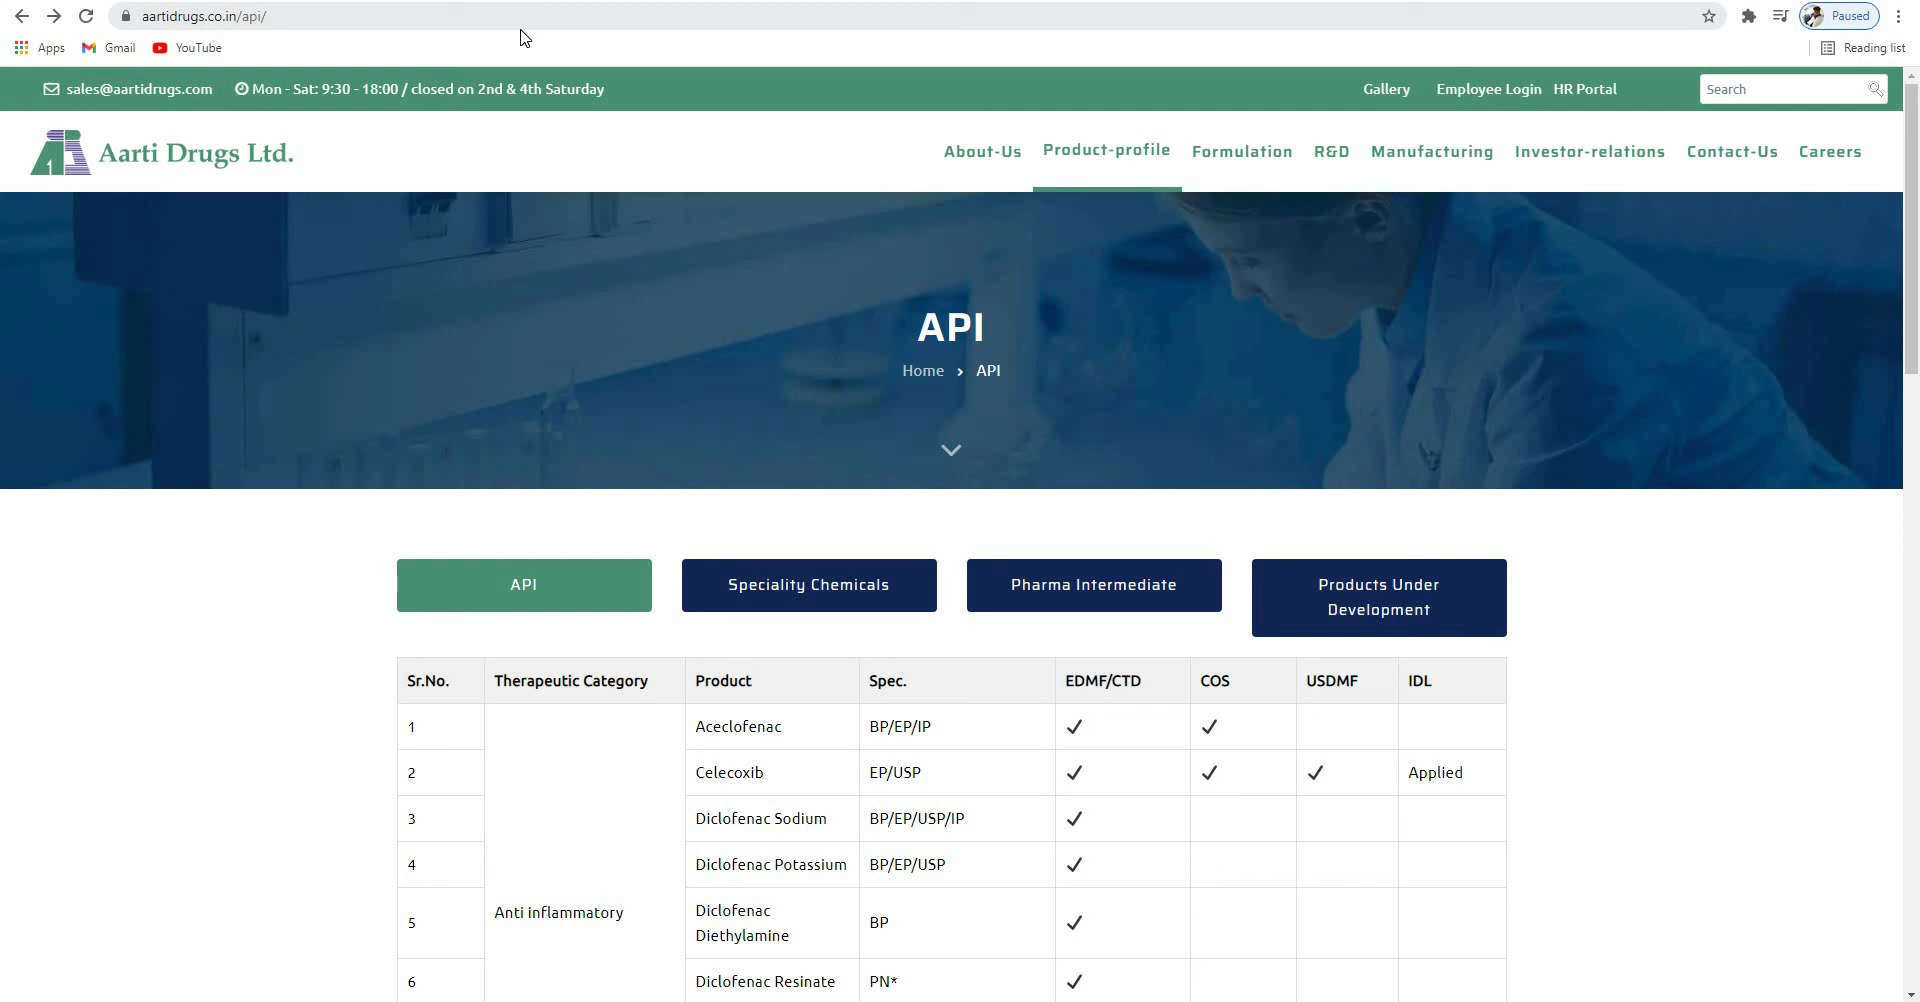 aartidrugs.co.in/api/
Paused
Apps
Gmail
YouTube
Reading list
sales@aartidrugs.com
Mon - Sat: 9:30 - 18:00 / closed on 2nd & 4th Saturday
Gallery
Employee Login
HR Portal
Search
Aarti Drugs Ltd.
About-Us
Product-profile
Formulation
R&D
Manufacturing
Investor-relations
Contact-Us
Careers
API
Home › API
API
Speciality Chemicals
Pharma Intermediate
Products Under
Development
Sr.No. Therapeutic Category Product Spec. EDMF/CTD COS USDMF IDL
1 Aceclofenac BP/EP/IP ✓ ✓
2 Celecoxib EP/USP ✓ ✓ ✓ Applied
3 Diclofenac Sodium BP/EP/USP/IP ✓
4 Diclofenac Potassium BP/EP/USP ✓
Anti inflammatory
5 Diclofenac
Diethylamine BP ✓
6 Diclofenac Resinate PN* ✓